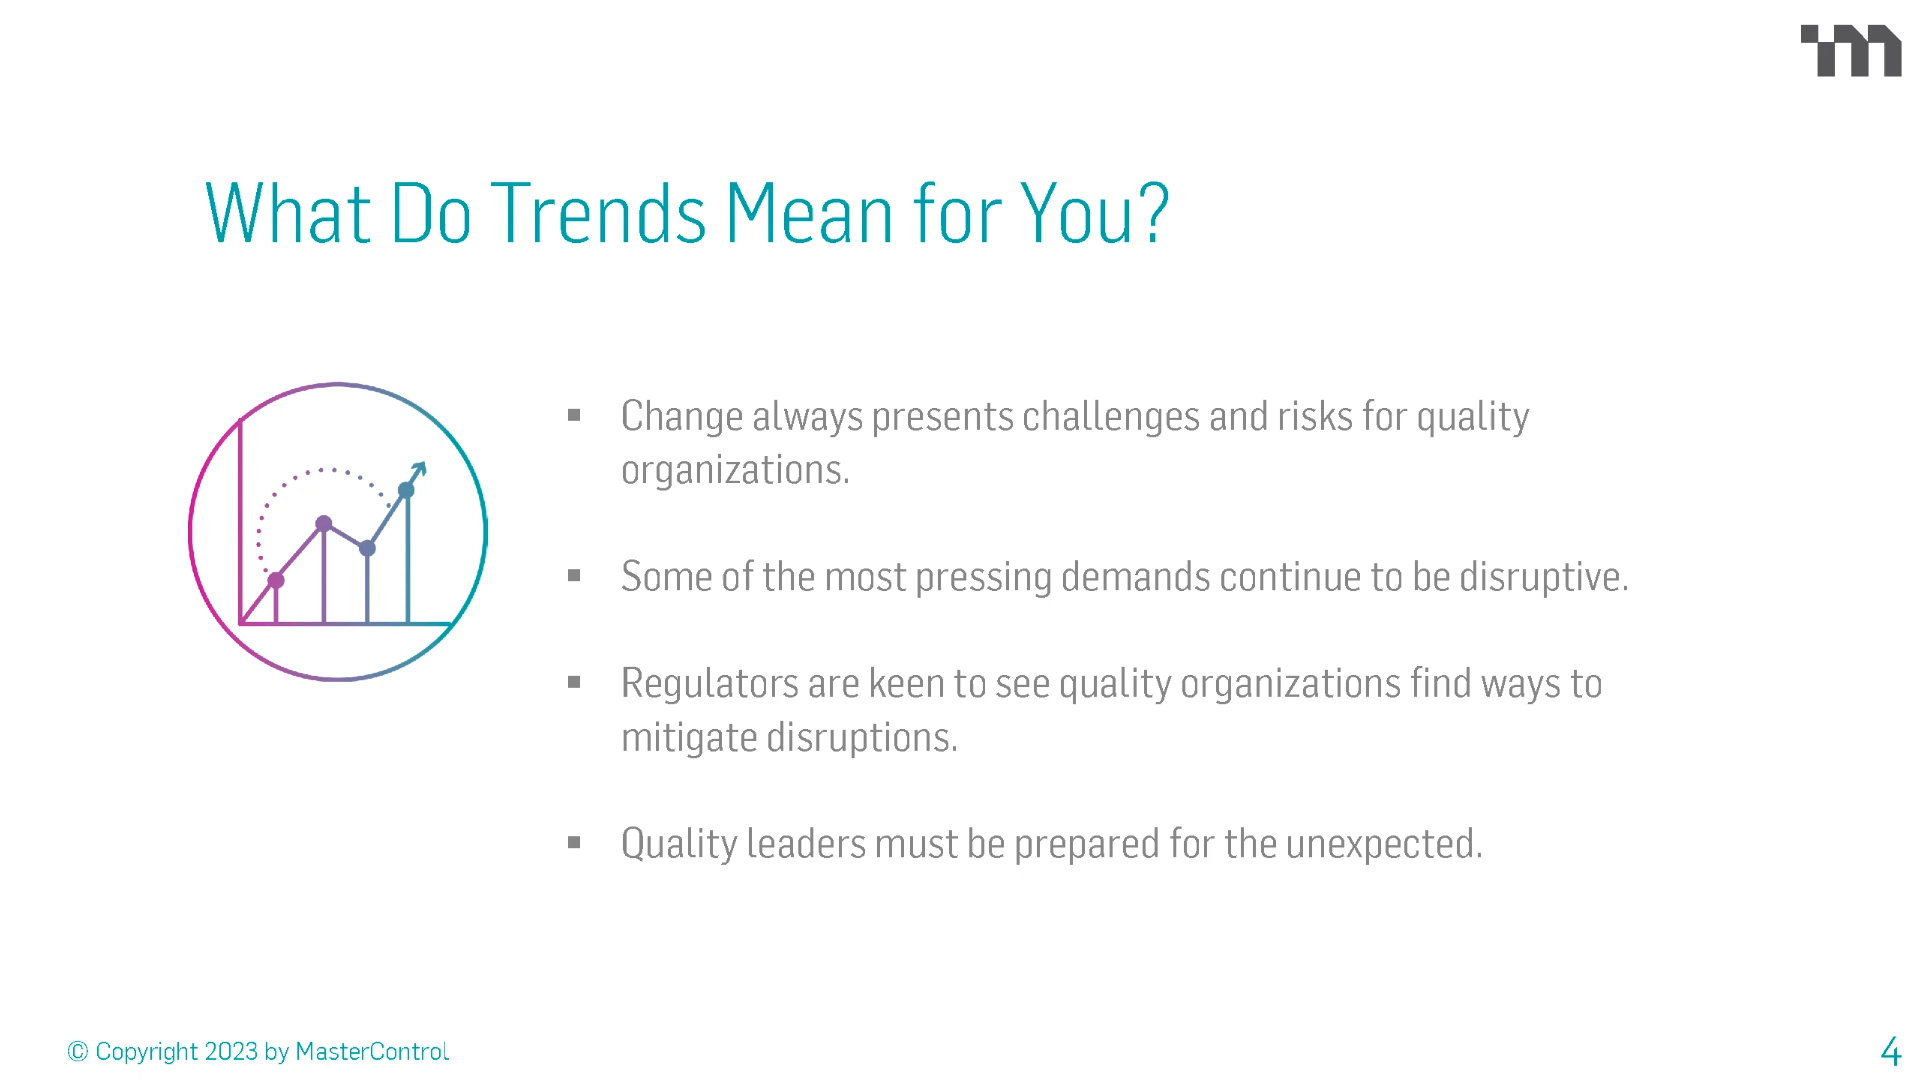 What Do Trends Mean for You?
▪ Change always presents challenges and risks for quality
organizations.
▪ Some of the most pressing demands continue to be disruptive.
▪ Regulators are keen to see quality organizations find ways to
mitigate disruptions.
▪ Quality leaders must be prepared for the unexpected.
© Copyright 2023 by MasterControl
4